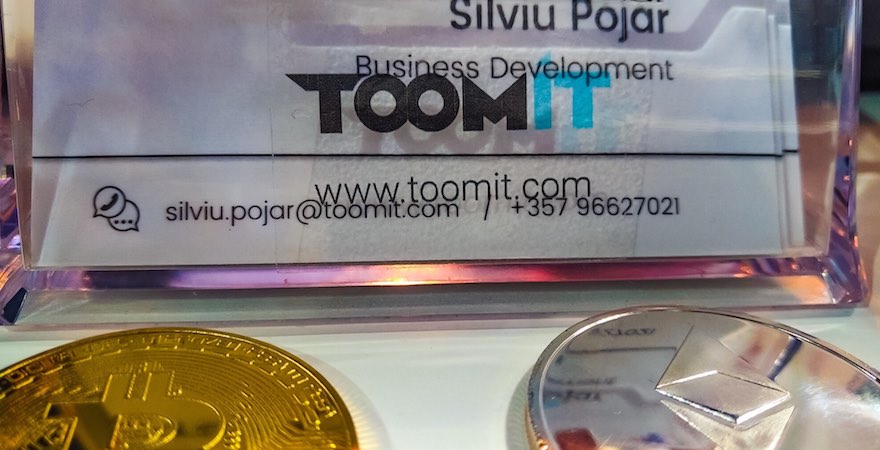 Silviu Pojar
Business Development
TOOMIT
www.toomit.com
silviu.pojar@toomit.com / +357 96627021